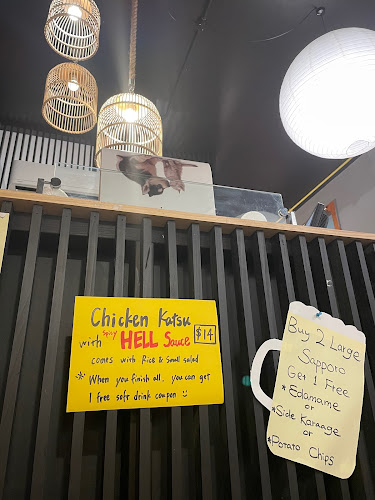 Chicken Katsu
with Spicy HELL Sauce $14
comes with Rice & Small salad
* When you finish all, you can get
1 free soft drink coupon
Buy 2 Large
Sapporo
Get 1 Free
* Edamame
or
* Side Karaage
or
* Potato Chips